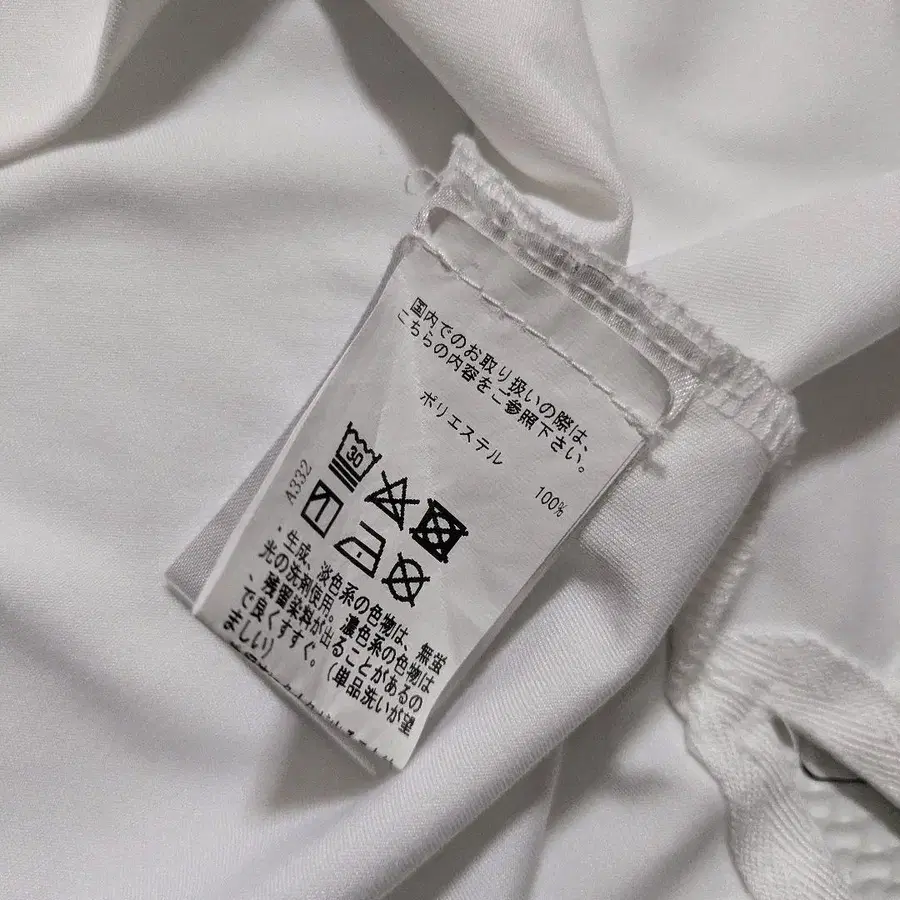 国内でのお取り扱いの際は、
こちらの内容をご参照下さい。
ポリエステル
100%
30
A332
・生成、淡色系の色物は、無蛍
光の洗剤使用。濃色系の色物は
、残留染料が出ることがあるの
で良くすすぐ。(単品洗いが望
ましい)